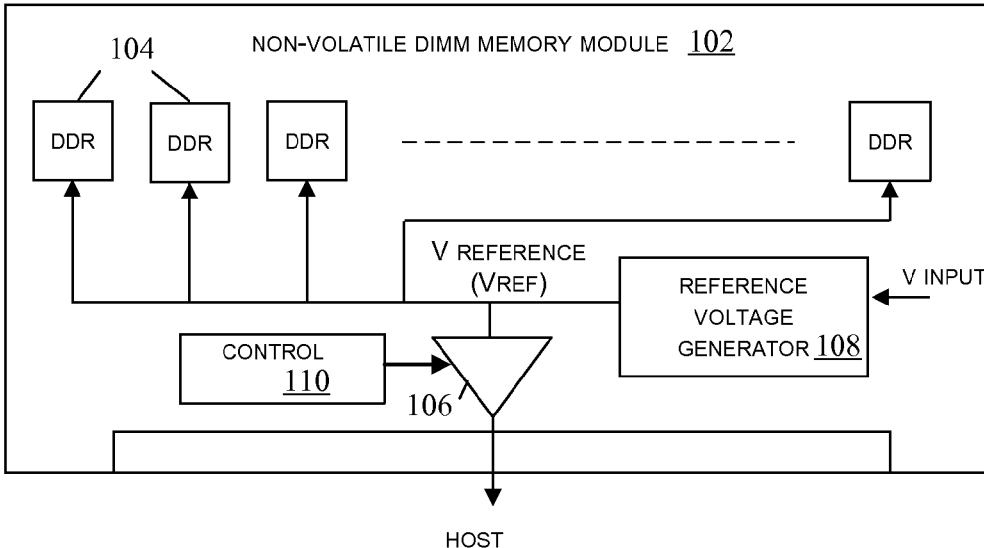 NON-VOLATILE DIMM MEMORY MODULE 102
104
DDR
DDR
DDR
DDR
V REFERENCE
(VREF)
REFERENCE
VOLTAGE
GENERATOR 108
V INPUT
CONTROL
110
106
HOST